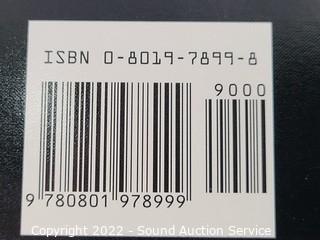 ISBN 0-8019-7899-8
9000
9 780801 978999
Copyright 2022 - Sound Auction Service